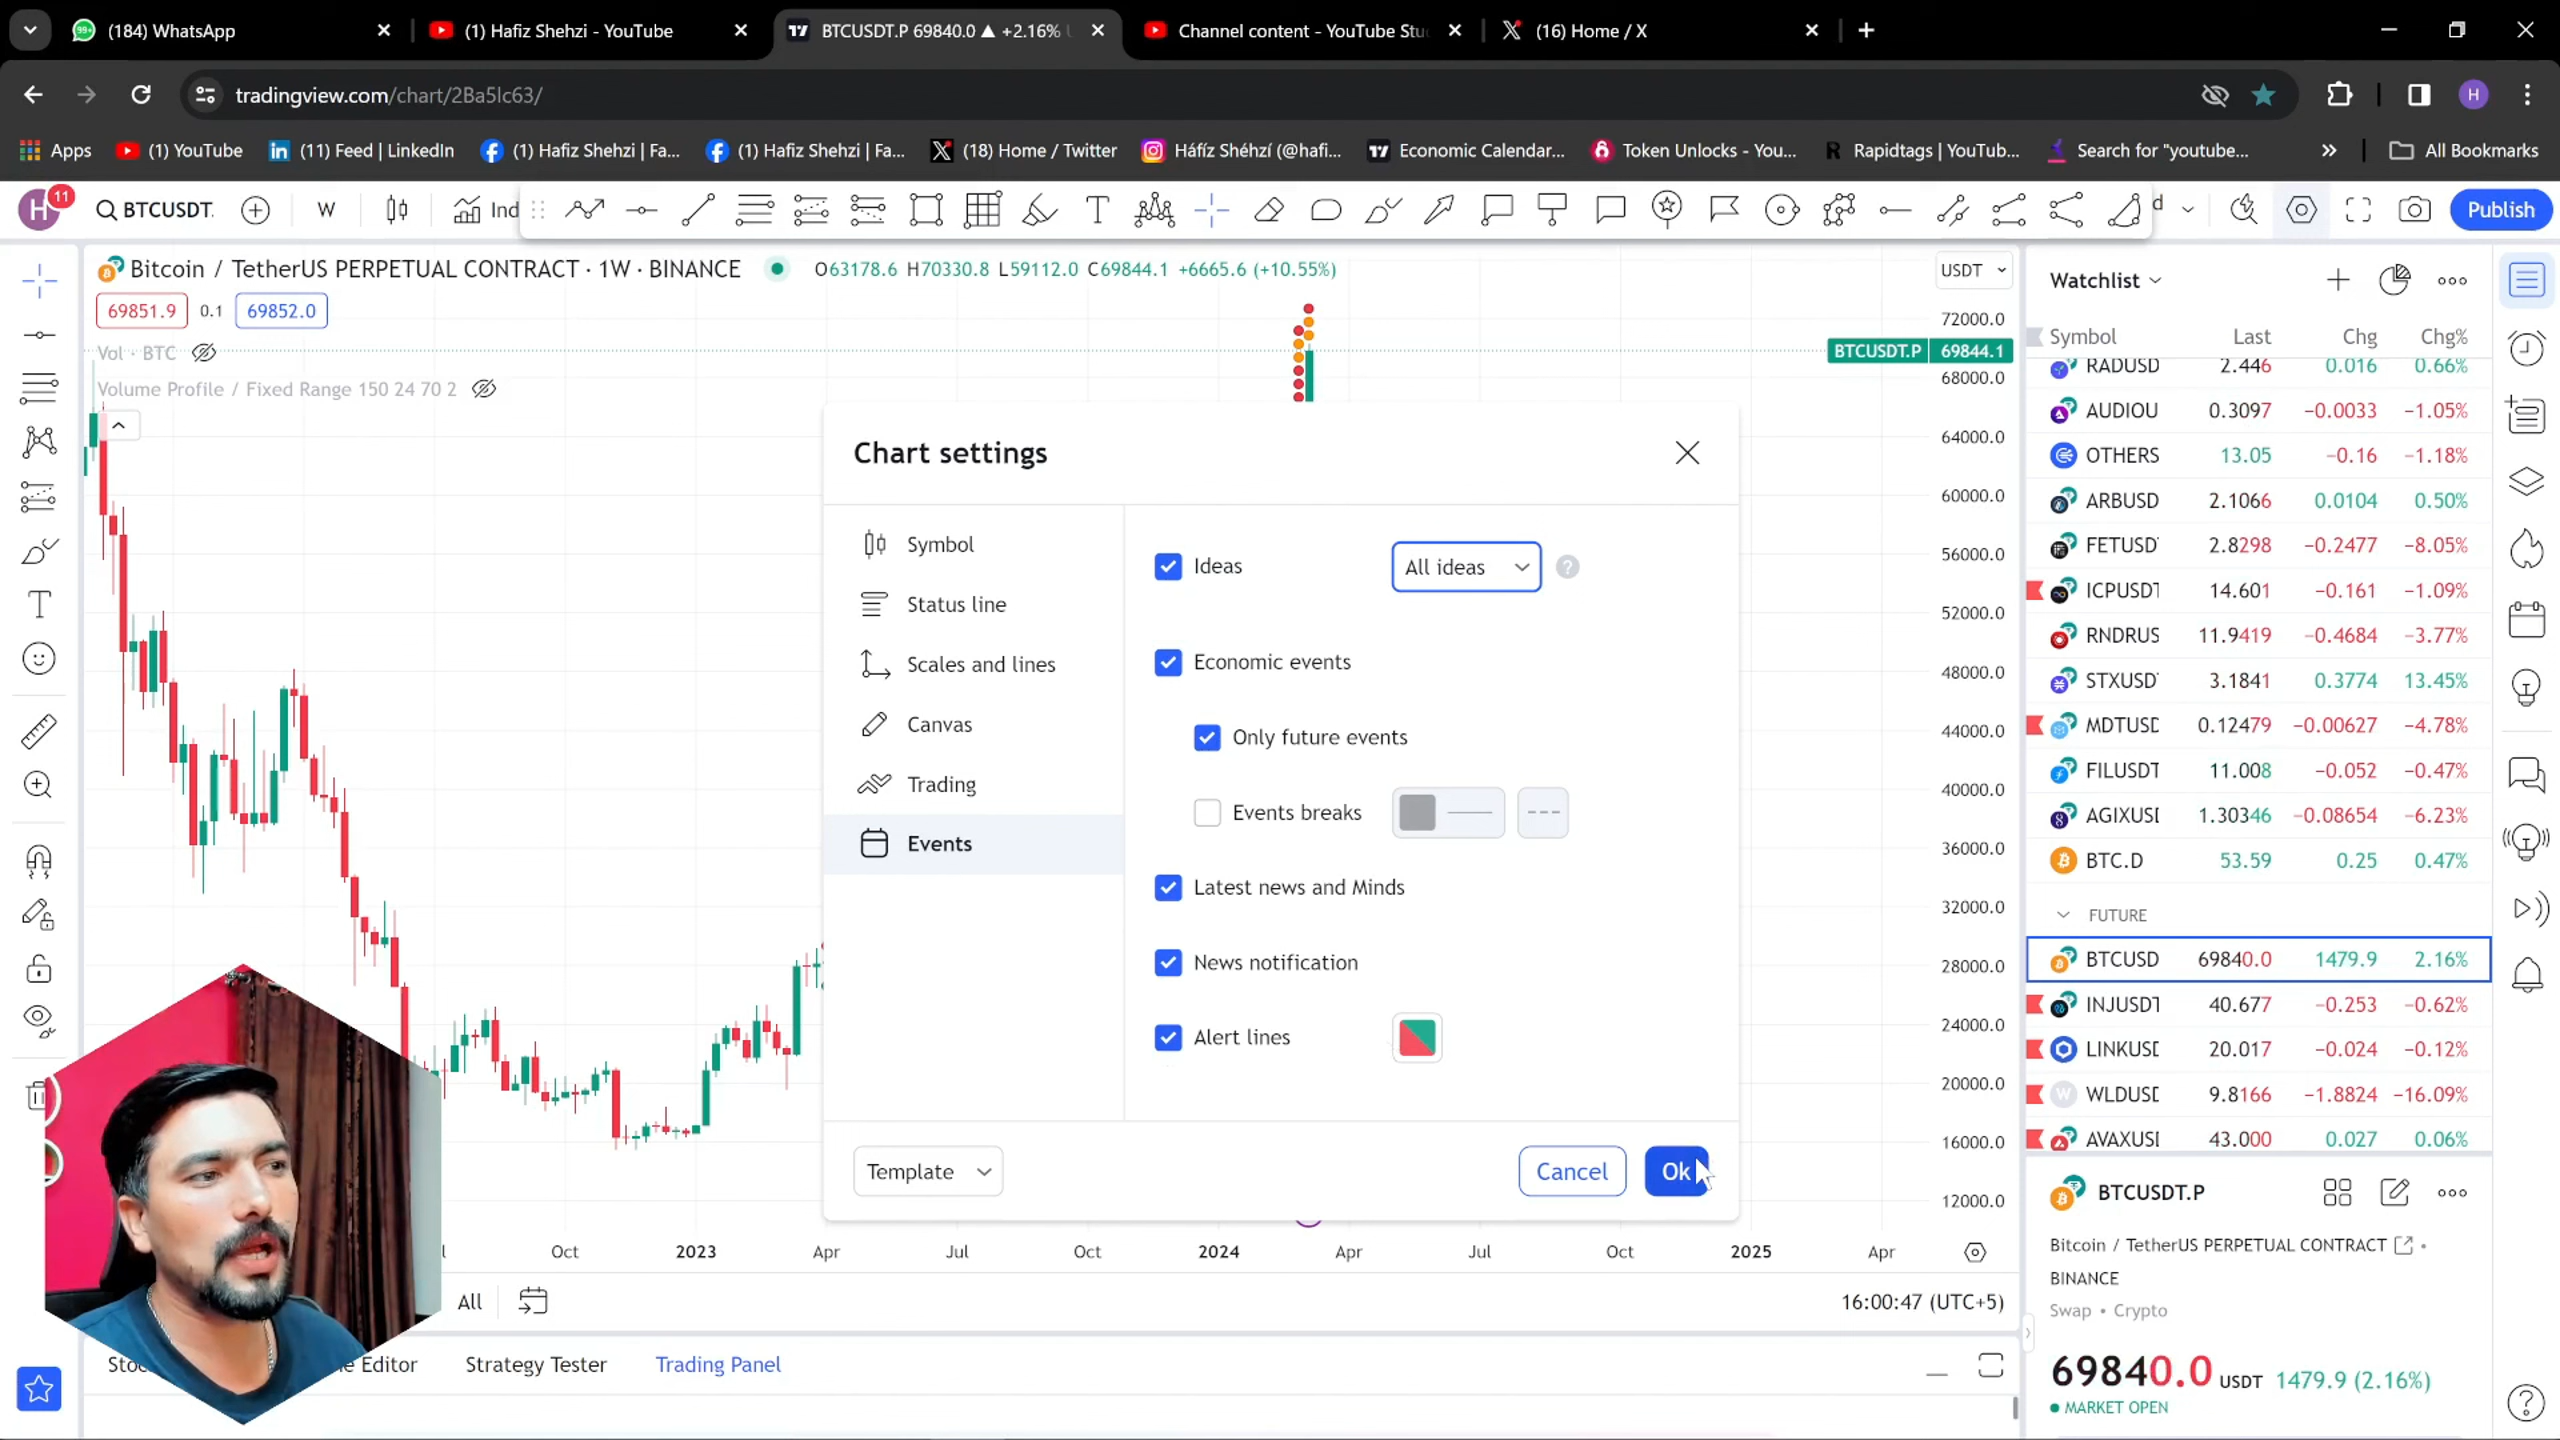 (184) WhatsApp
(1) Hafiz Shehzi - YouTube
BTCUSDT.P 69840.0 ▲ +2.16%
Channel content - YouTube Stu
(16) Home / X
tradingview.com/chart/2Ba5lc63/
H
Apps
(1) YouTube
(11) Feed | LinkedIn
(1) Hafiz Shehzi | Fa...
(1) Hafiz Shehzi | Fa...
(18) Home / Twitter
Háfíz Shéhzí (@hafi...
Economic Calendar...
Token Unlocks - You...
Rapidtags | YouTub...
Search for "youtube...
All Bookmarks
H
11
BTCUSDT.
W
Ind
Publish
Bitcoin / TetherUS PERPETUAL CONTRACT · 1W · BINANCE
O63178.6 H70330.8 L59112.0 C69844.1 +6665.6 (+10.55%)
USDT
69851.9
0.1
69852.0
Vol · BTC
Volume Profile / Fixed Range 150 24 70 2
72000.0
BTCUSDT.P 69844.1
68000.0
64000.0
60000.0
56000.0
52000.0
48000.0
44000.0
40000.0
36000.0
32000.0
28000.0
24000.0
20000.0
16000.0
12000.0
Chart settings
Symbol
Status line
Scales and lines
Canvas
Trading
Events
Ideas
All ideas
?
Economic events
Only future events
Events breaks
Latest news and Minds
News notification
Alert lines
Template
Cancel
Ok
Oct
2023
Apr
Jul
Oct
2024
Apr
Jul
Oct
2025
Apr
All
16:00:47 (UTC+5)
Stoc
e Editor
Strategy Tester
Trading Panel
Watchlist
Symbol Last Chg Chg%
RADUSD 2.446 0.016 0.66%
AUDIOU 0.3097 −0.0033 −1.05%
OTHERS 13.05 −0.16 −1.18%
ARBUSD 2.1066 0.0104 0.50%
FETUSD 2.8298 −0.2477 −8.05%
ICPUSDT 14.601 −0.161 −1.09%
RNDRUS 11.9419 −0.4684 −3.77%
STXUSD 3.1841 0.3774 13.45%
MDTUSD 0.12479 −0.00627 −4.78%
FILUSDT 11.008 −0.052 −0.47%
AGIXUSD 1.30346 −0.08654 −6.23%
BTC.D 53.59 0.25 0.47%
FUTURE
BTCUSD 69840.0 1479.9 2.16%
INJUSDT 40.677 −0.253 −0.62%
LINKUSD 20.017 −0.024 −0.12%
W
WLDUSD 9.8166 −1.8824 −16.09%
AVAXUSD 43.000 0.027 0.06%
BTCUSDT.P
Bitcoin / TetherUS PERPETUAL CONTRACT •
BINANCE
Swap • Crypto
69840.0 USDT 1479.9 (2.16%)
MARKET OPEN